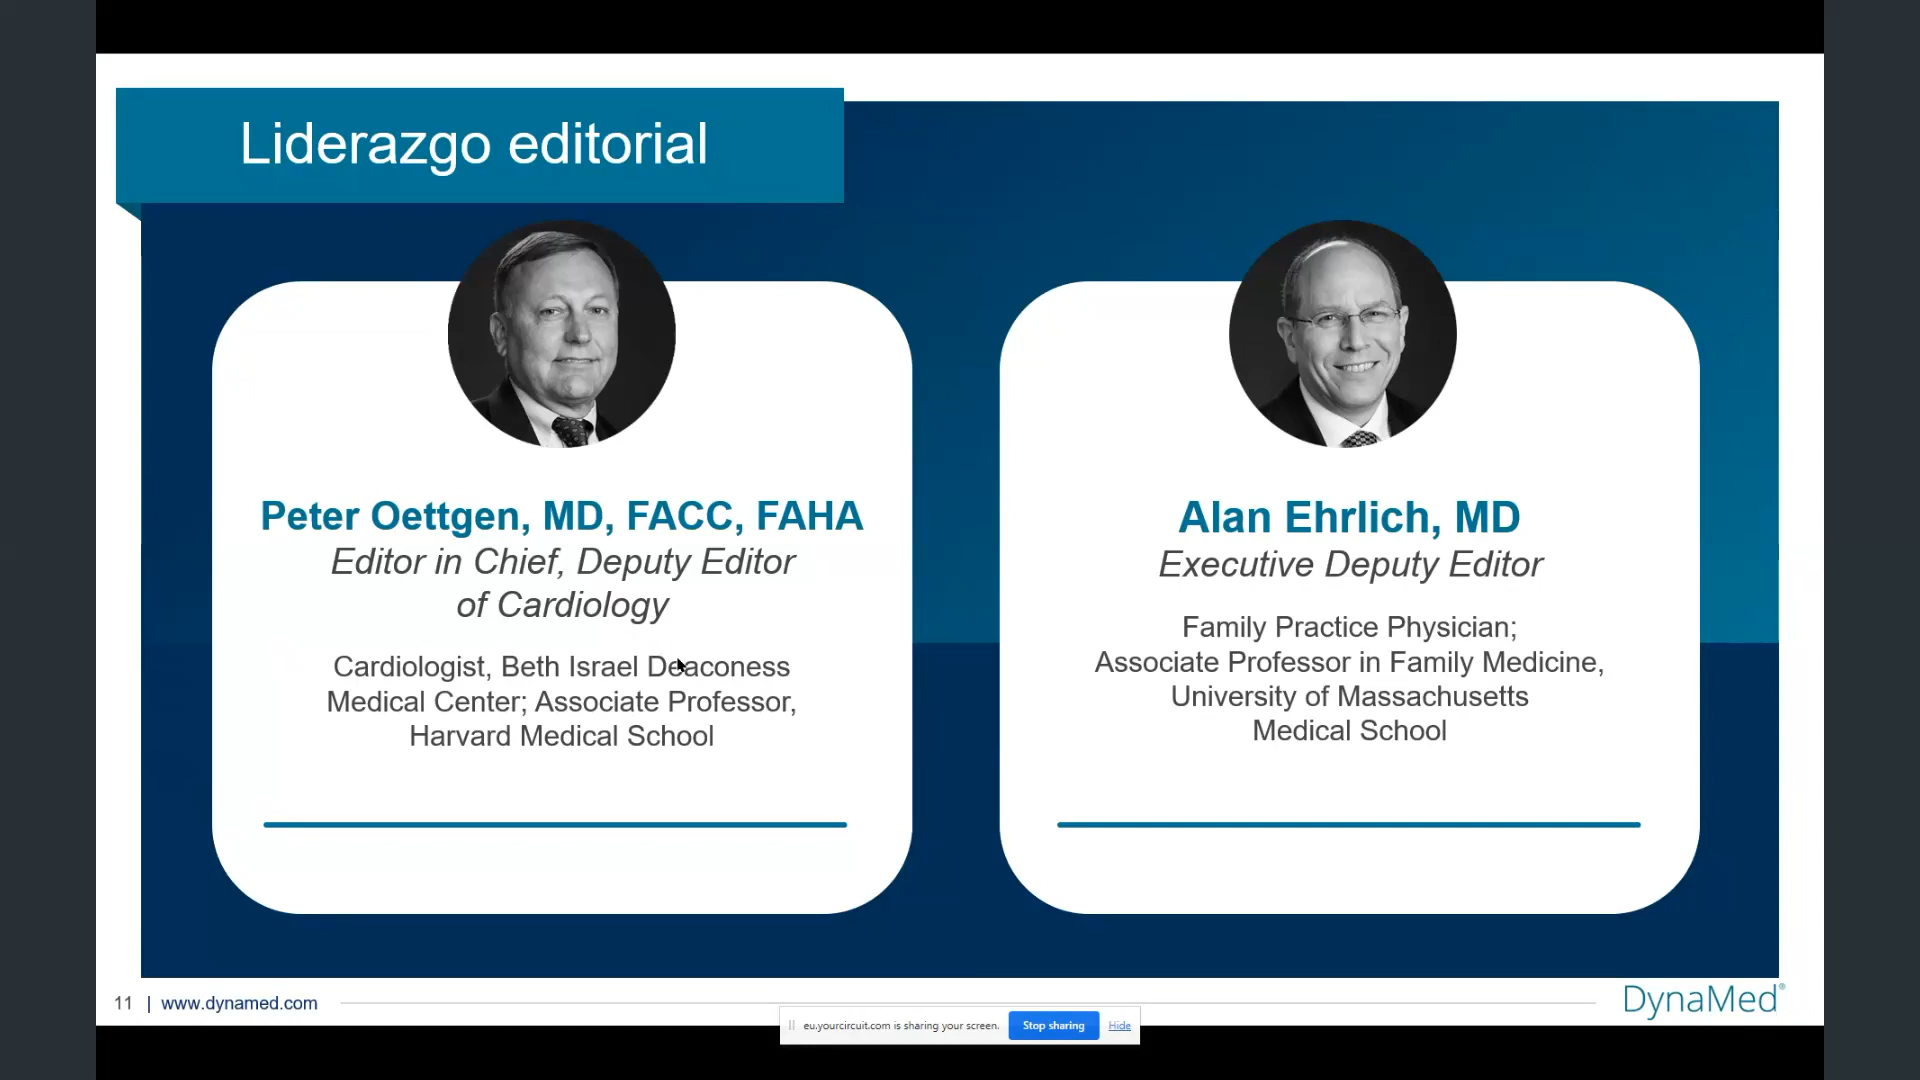 Liderazgo editorial
Peter Oettgen, MD, FACC, FAHA
Editor in Chief, Deputy Editor
of Cardiology
Cardiologist, Beth Israel Deaconess
Medical Center; Associate Professor,
Harvard Medical School
Alan Ehrlich, MD
Executive Deputy Editor
Family Practice Physician;
Associate Professor in Family Medicine,
University of Massachusetts
Medical School
11 | www.dynamed.com
DynaMed®
eu.yourcircuit.com is sharing your screen. Stop sharing Hide